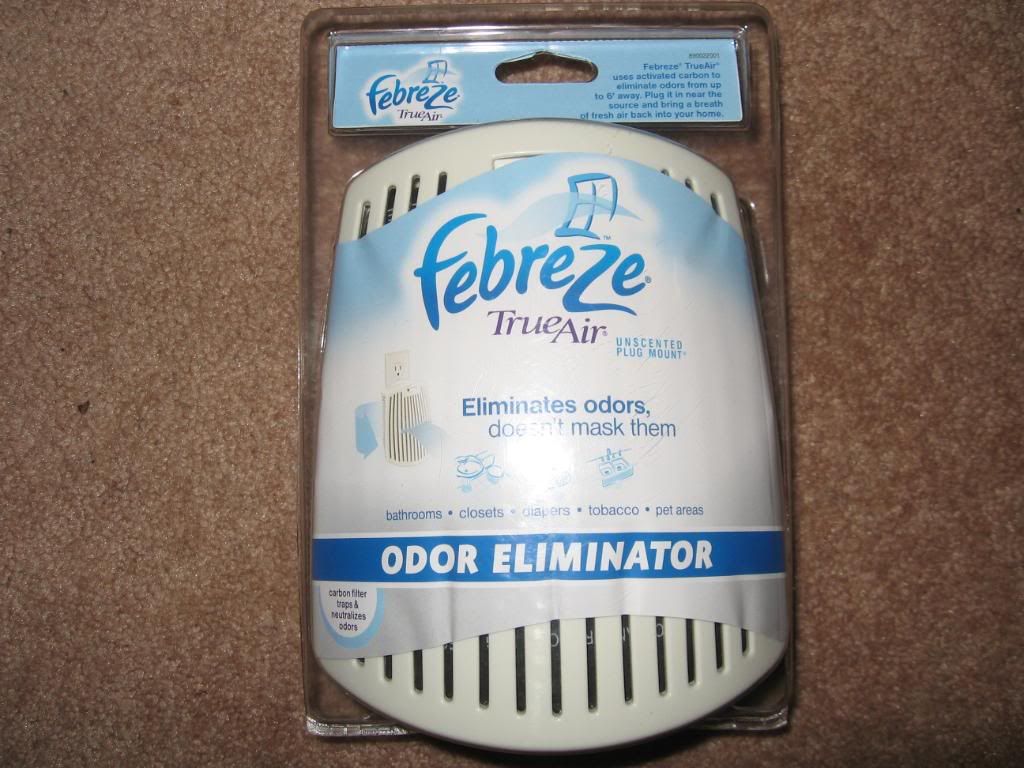 890022001
Febreze
TrueAir®
Febreze® TrueAir®
uses activated carbon to
eliminate odors from up
to 6' away. Plug it in near the
source and bring a breath
of fresh air back into your home.
Febreze®
TM
TrueAir®
UNSCENTED
PLUG MOUNT®
Eliminates odors,
doesn't mask them
bathrooms • closets • diapers • tobacco • pet areas
ODOR ELIMINATOR
carbon filter
traps &
neutralizes
odors